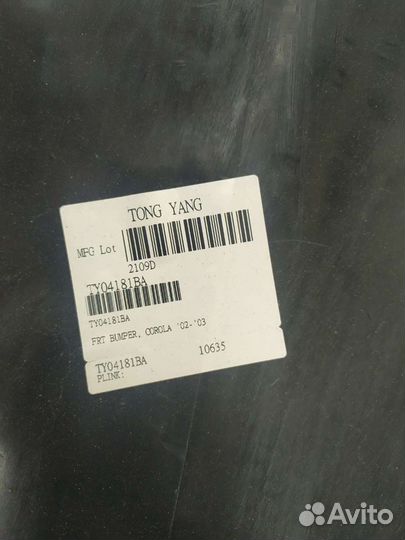 TONG YANG
MFG Lot
2109D
TY04181BA
TY04181BA
FRT BUMPER, COROLA '02-'03
TY04181BA 10635
PLINK:
Avito